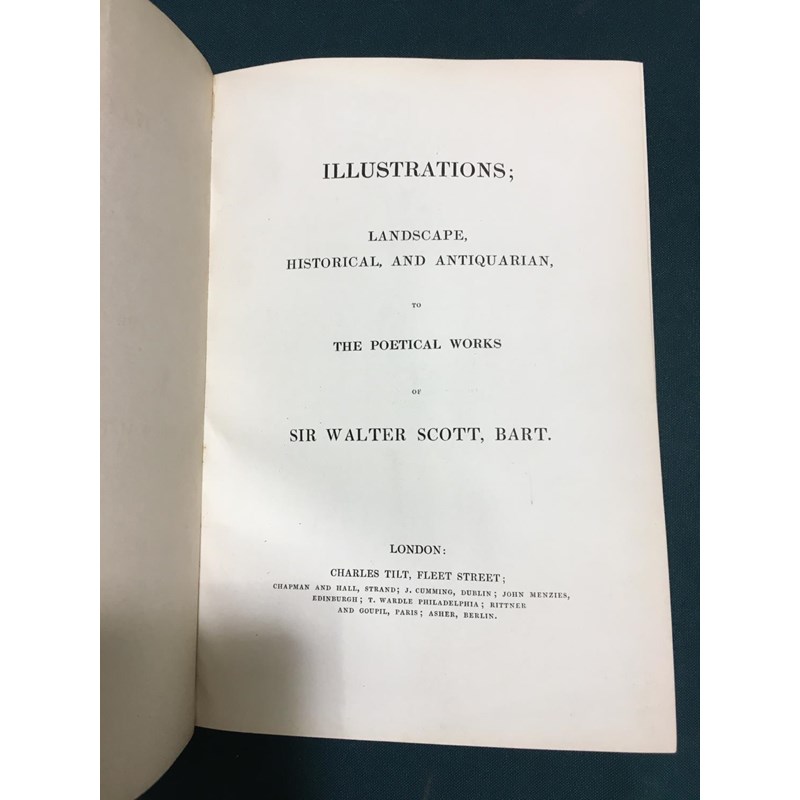 ILLUSTRATIONS;
LANDSCAPE,
HISTORICAL, AND ANTIQUARIAN,
TO
THE POETICAL WORKS
OF
SIR WALTER SCOTT, BART.
LONDON:
CHARLES TILT, FLEET STREET;
CHAPMAN AND HALL, STRAND; J. CUMMING, DUBLIN; JOHN MENZIES,
EDINBURGH; T. WARDLE PHILADELPHIA; RITTNER
AND GOUPIL, PARIS; ASHER, BERLIN.